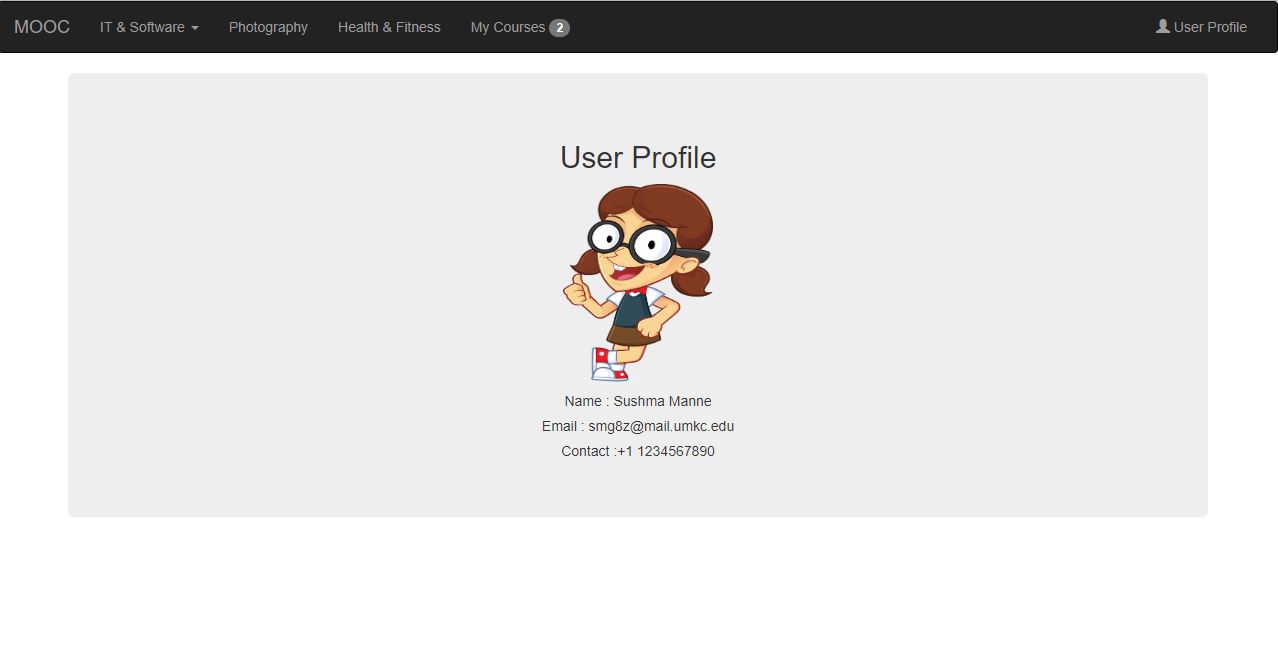 MOOC IT & Software Photography Health & Fitness My Courses 2 User Profile
User Profile
Name : Sushma Manne
Email : smg8z@mail.umkc.edu
Contact :+1 1234567890